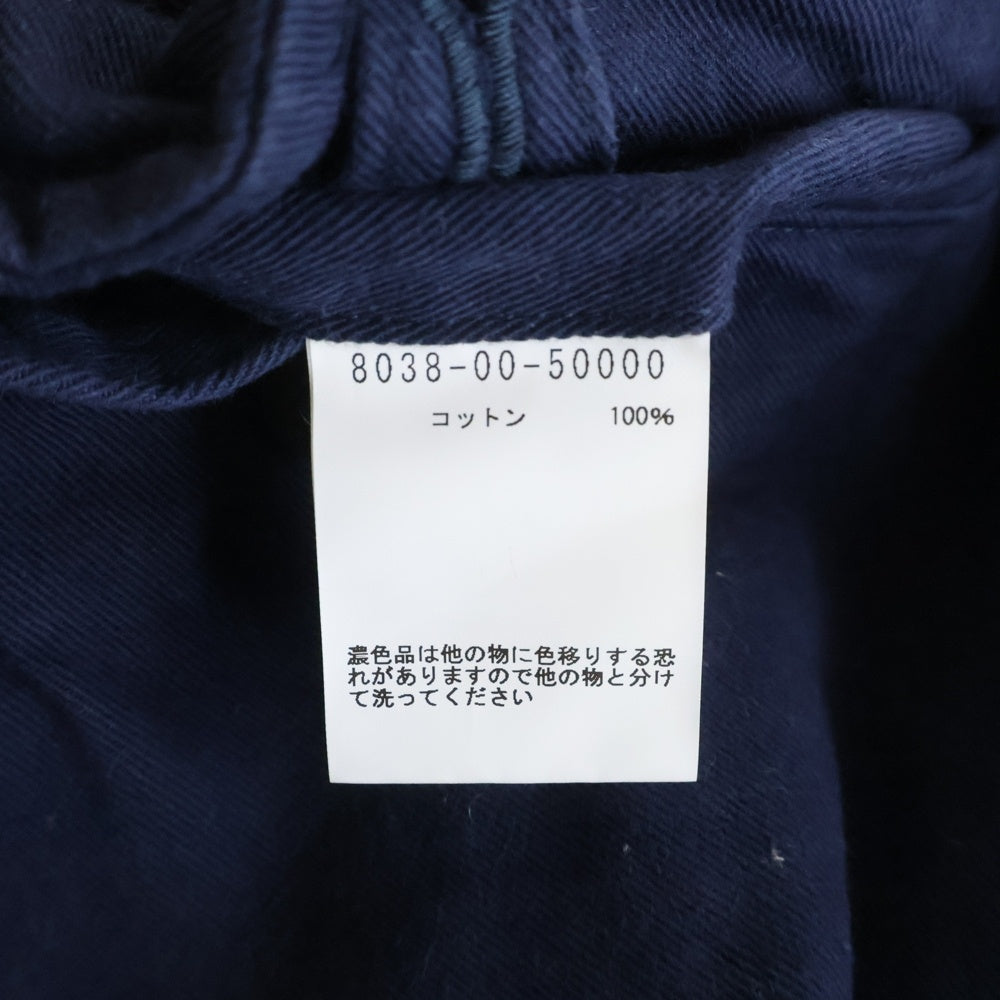 8038-00-50000
コットン 100%
濃色品は他の物に色移りする恐
れがありますので他の物と分け
て洗ってください